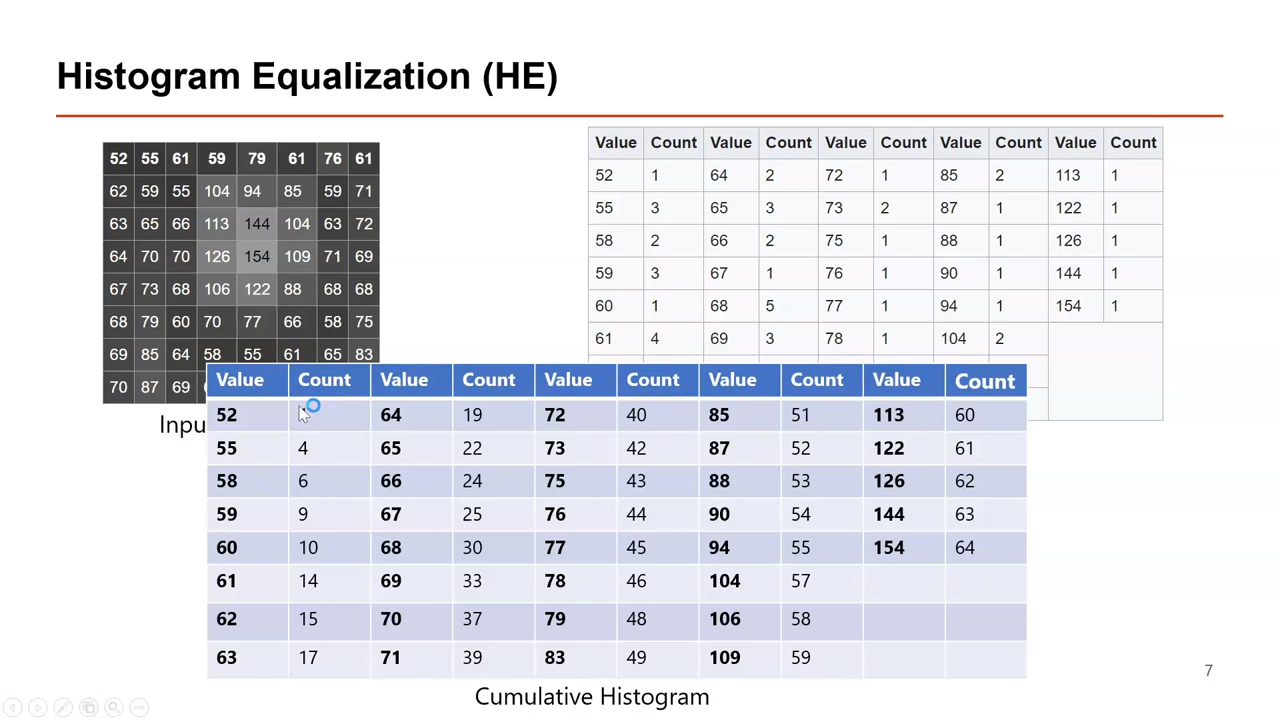 Histogram Equalization (HE)
52 55 61 59 79 61 76 61
62 59 55 104 94 85 59 71
63 65 66 113 144 104 63 72
64 70 70 126 154 109 71 69
67 73 68 106 122 88 68 68
68 79 60 70 77 66 58 75
69 85 64 58 55 61 65 83
70 87 69
Value Count Value Count Value Count Value Count Value Count
52 1 64 2 72 1 85 2 113 1
55 3 65 3 73 2 87 1 122 1
58 2 66 2 75 1 88 1 126 1
59 3 67 1 76 1 90 1 144 1
60 1 68 5 77 1 94 1 154 1
61 4 69 3 78 1 104 2
Inpu
Value Count Value Count Value Count Value Count Value Count
52 64 19 72 40 85 51 113 60
55 4 65 22 73 42 87 52 122 61
58 6 66 24 75 43 88 53 126 62
59 9 67 25 76 44 90 54 144 63
60 10 68 30 77 45 94 55 154 64
61 14 69 33 78 46 104 57
62 15 70 37 79 48 106 58
63 17 71 39 83 49 109 59
Cumulative Histogram
7